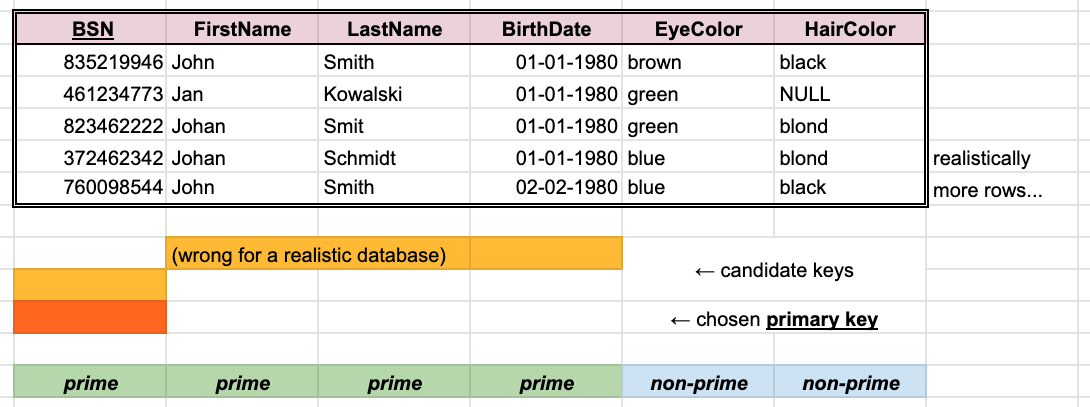 BSN FirstName LastName BirthDate EyeColor HairColor
835219946 John Smith 01-01-1980 brown black
461234773 Jan Kowalski 01-01-1980 green NULL
823462222 Johan Smit 01-01-1980 green blond
372462342 Johan Schmidt 01-01-1980 blue blond realistically
760098544 John Smith 02-02-1980 blue black more rows...
(wrong for a realistic database)
← candidate keys
← chosen primary key
prime prime prime prime non-prime non-prime